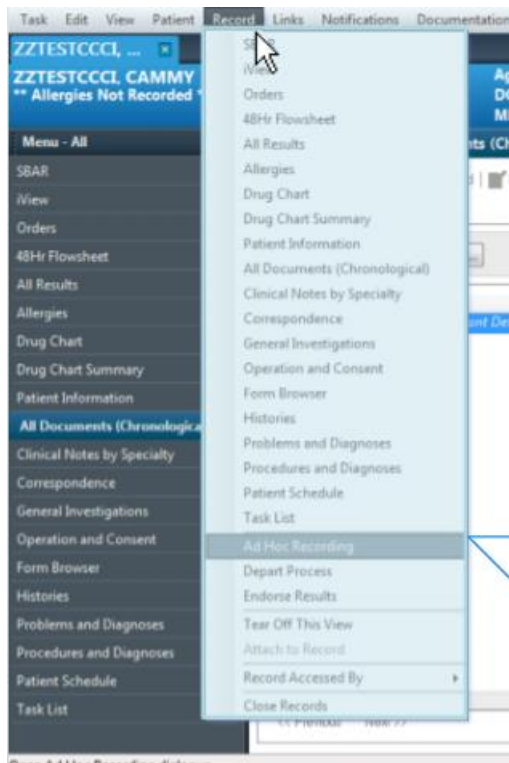 Task Edit View Patient Record Links Notifications Documentation
ZZTESTCCCI, ...
ZZTESTCCCI, CAMMY
** Allergies Not Recorded
Menu - All
SBAR
iView
Orders
48Hr Flowsheet
All Results
Allergies
Drug Chart
Drug Chart Summary
Patient Information
All Documents (Chronologica
Clinical Notes by Specialty
Correspondence
General Investigations
Operation and Consent
Form Browser
Histories
Problems and Diagnoses
Procedures and Diagnoses
Patient Schedule
Task List
SBAR
iView
Orders
48Hr Flowsheet
All Results
Allergies
Drug Chart
Drug Chart Summary
Patient Information
All Documents (Chronological)
Clinical Notes by Specialty
Correspondence
General Investigations
Operation and Consent
Form Browser
Histories
Problems and Diagnoses
Procedures and Diagnoses
Patient Schedule
Task List
Ad Hoc Recording
Depart Process
Endorse Results
Tear Off This View
Attach to Record
Record Accessed By
Close Records
Ag
DO
M
ts (Ch